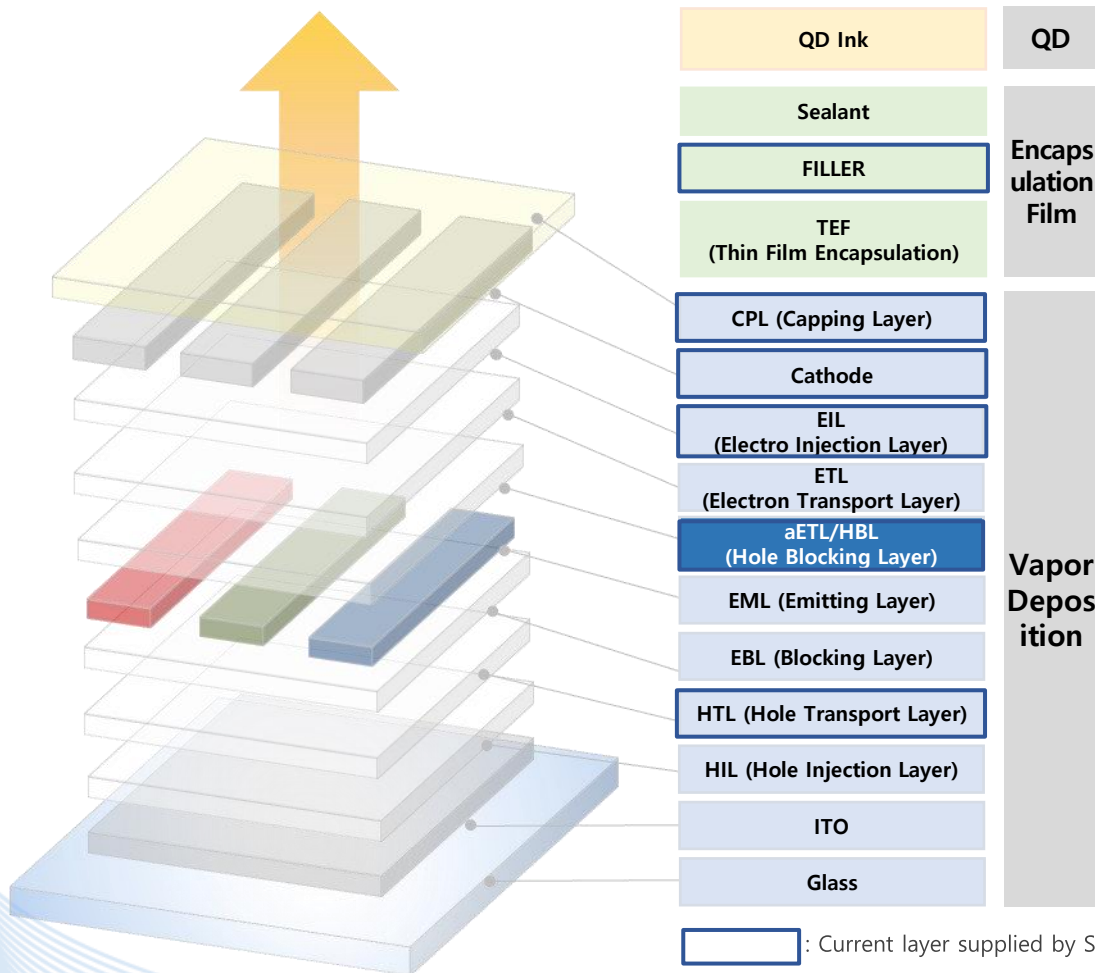 QD Ink
QD
Sealant
FILLER
TEF
(Thin Film Encapsulation)
Encaps
ulation
Film
CPL (Capping Layer)
Cathode
EIL
(Electro Injection Layer)
ETL
(Electron Transport Layer)
aETL/HBL
(Hole Blocking Layer)
EML (Emitting Layer)
EBL (Blocking Layer)
HTL (Hole Transport Layer)
HIL (Hole Injection Layer)
ITO
Glass
Vapor
Depos
ition
: Current layer supplied by S